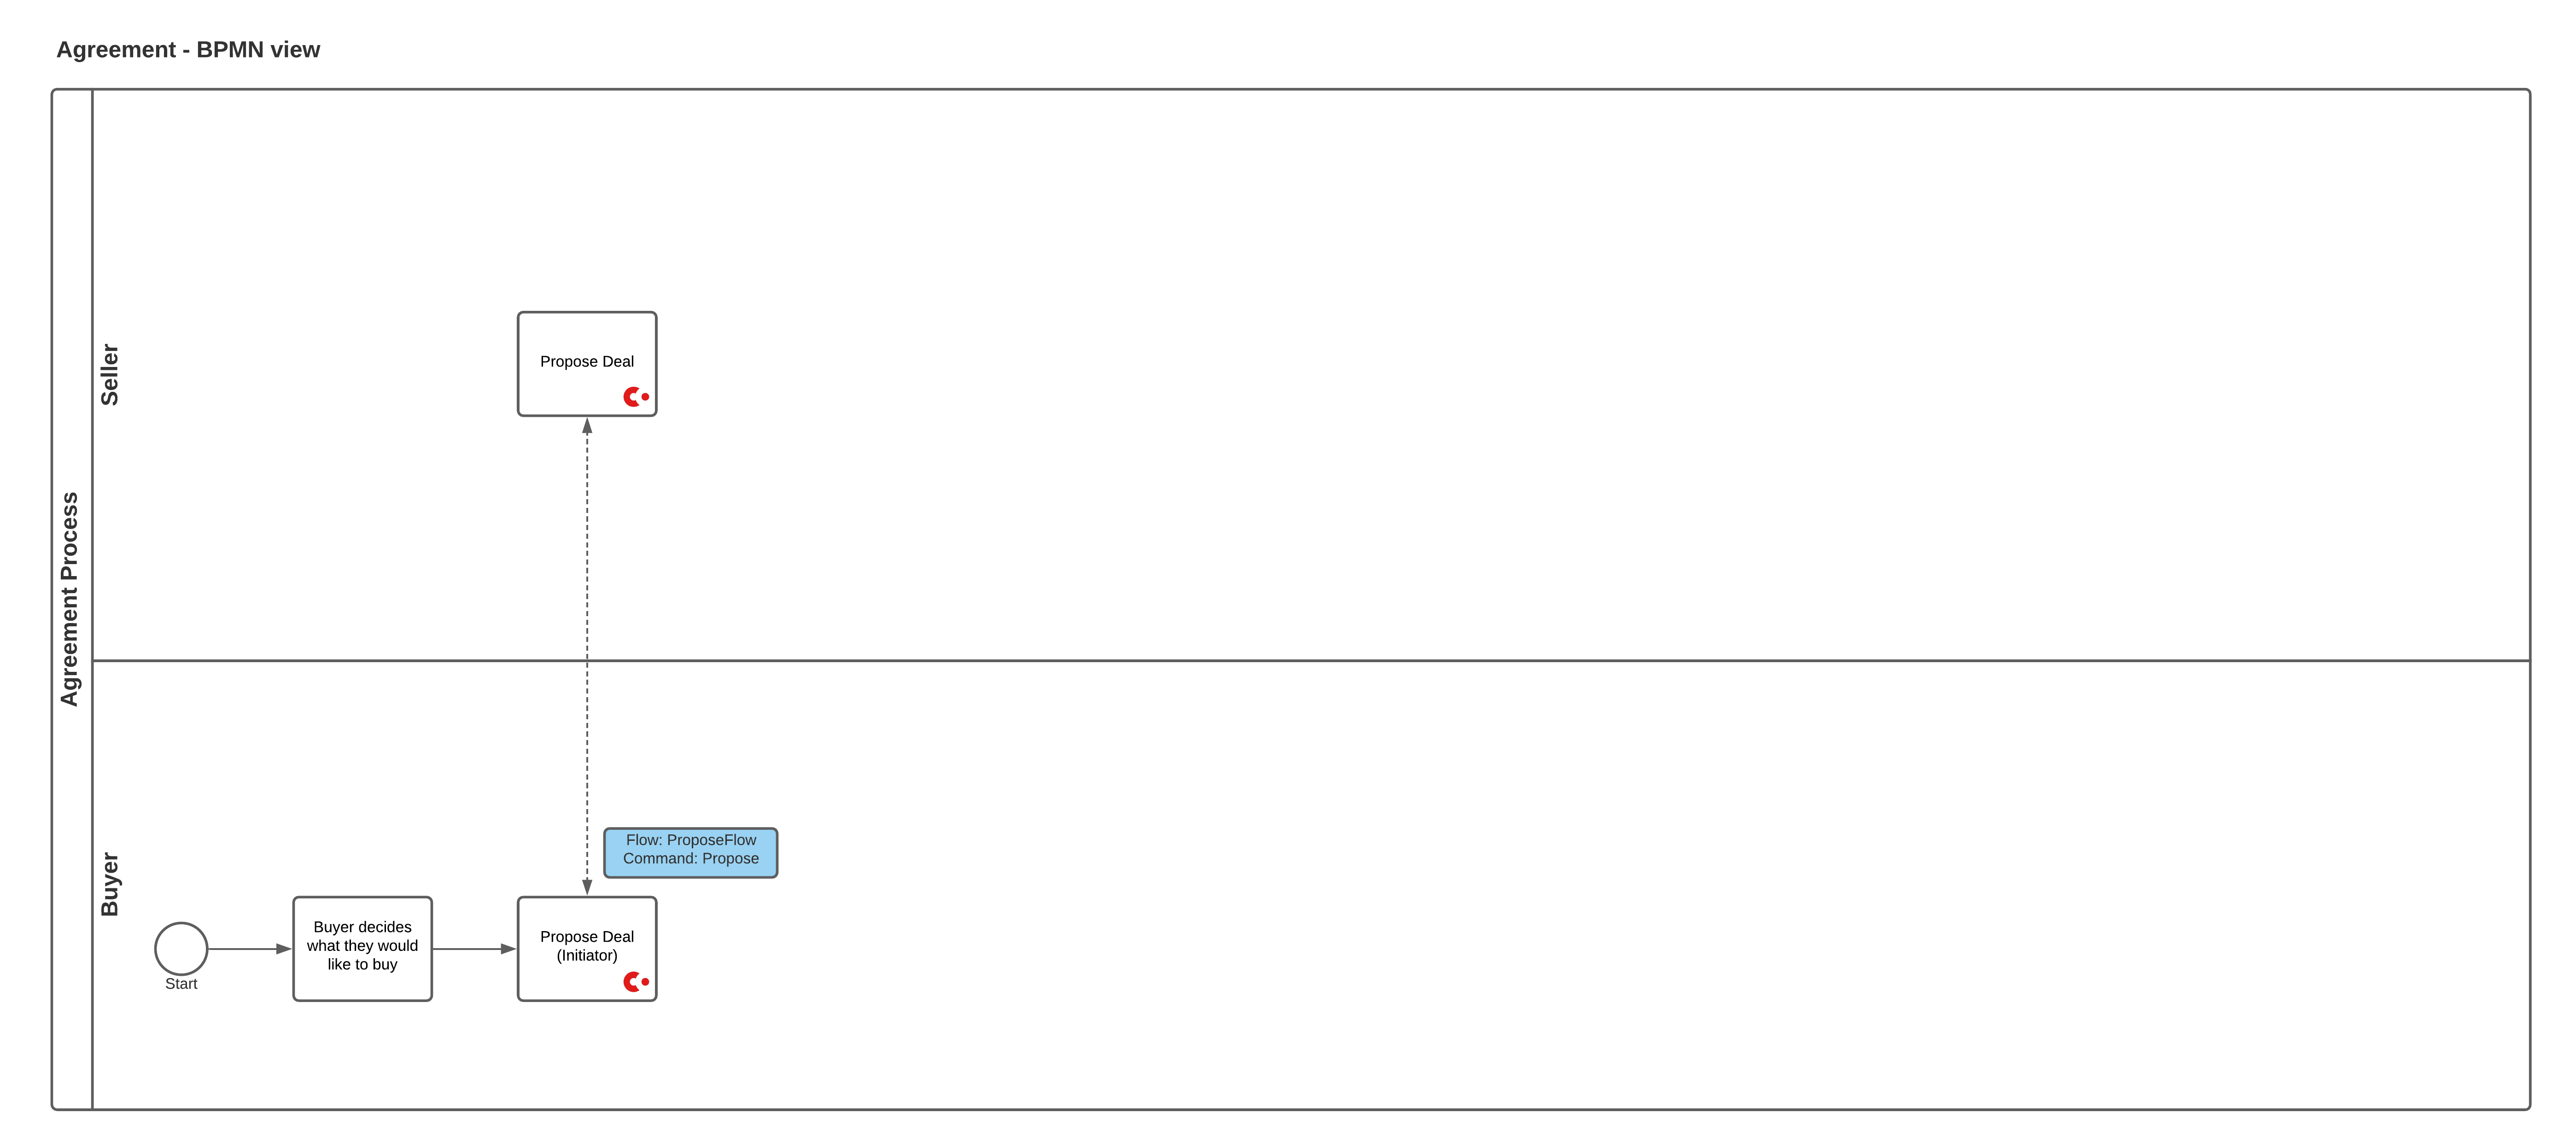 Agreement - BPMN view
Agreement Process
Seller
Propose Deal
Buyer
Flow: ProposeFlow
Command: Propose
Start
Buyer decides
what they would
like to buy
Propose Deal
(Initiator)